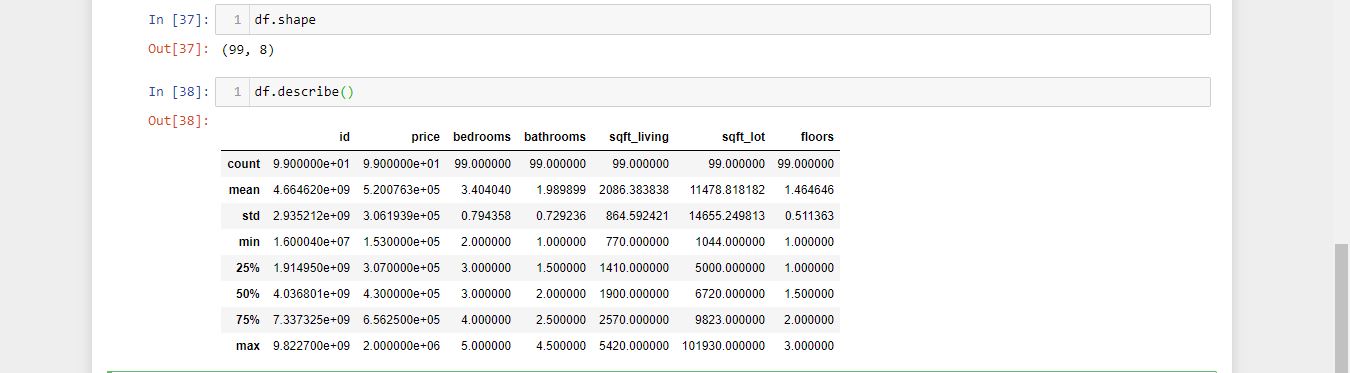 In [37]: 1 df.shape
Out[37]: (99, 8)
In [38]: 1 df.describe()
Out[38]:
id price bedrooms bathrooms sqft_living sqft_lot floors
count 9.900000e+01 9.900000e+01 99.000000 99.000000 99.000000 99.000000 99.000000
mean 4.664620e+09 5.200763e+05 3.404040 1.989899 2086.383838 11478.818182 1.464646
std 2.935212e+09 3.061939e+05 0.794358 0.729236 864.592421 14655.249813 0.511363
min 1.600040e+07 1.530000e+05 2.000000 1.000000 770.000000 1044.000000 1.000000
25% 1.914950e+09 3.070000e+05 3.000000 1.500000 1410.000000 5000.000000 1.000000
50% 4.036801e+09 4.300000e+05 3.000000 2.000000 1900.000000 6720.000000 1.500000
75% 7.337325e+09 6.562500e+05 4.000000 2.500000 2570.000000 9823.000000 2.000000
max 9.822700e+09 2.000000e+06 5.000000 4.500000 5420.000000 101930.000000 3.000000